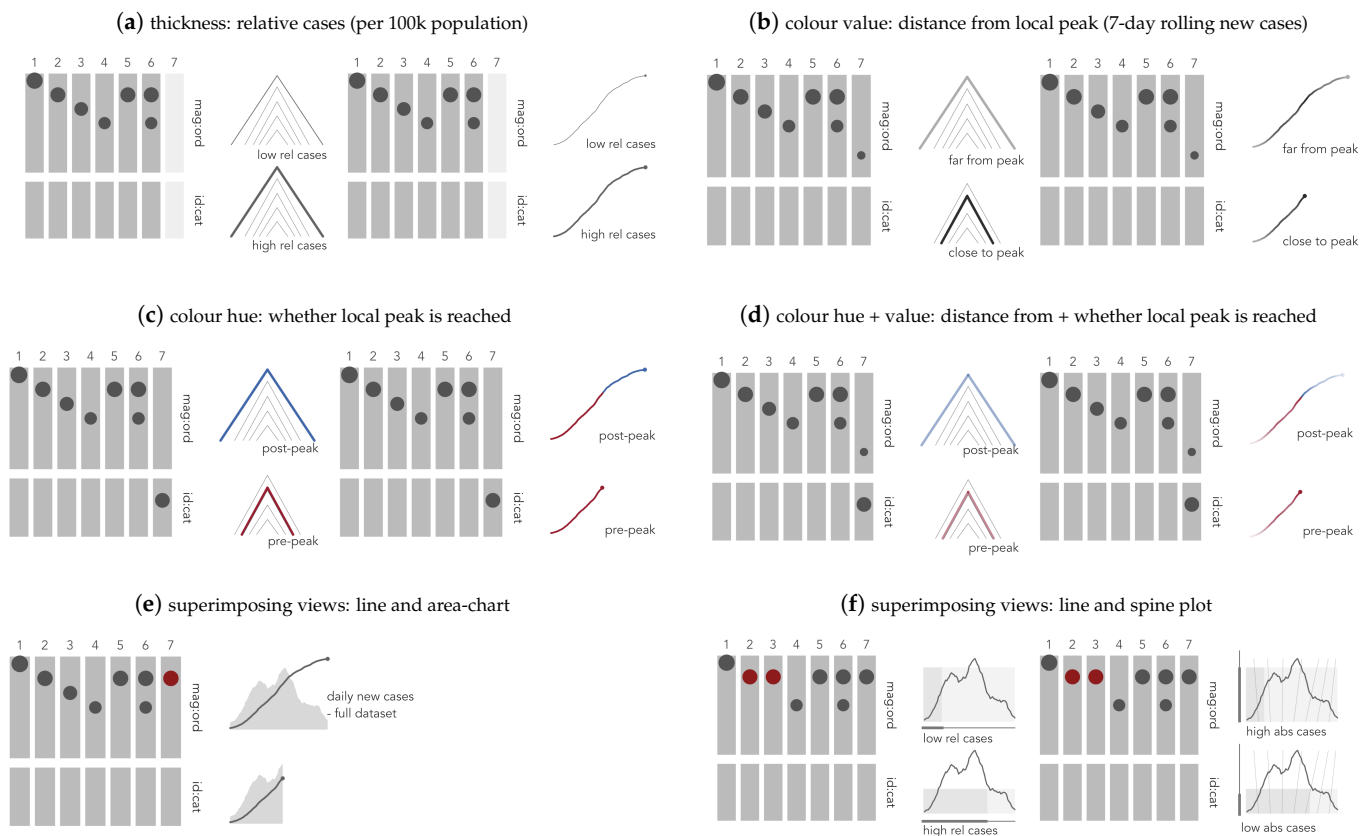 (a) thickness: relative cases (per 100k population)
1 2 3 4 5 6 7
mag:ord
id:cat
low rel cases
high rel cases
1 2 3 4 5 6 7
mag:ord
id:cat
low rel cases
high rel cases
(b) colour value: distance from local peak (7-day rolling new cases)
1 2 3 4 5 6 7
mag:ord
id:cat
far from peak
close to peak
1 2 3 4 5 6 7
mag:ord
id:cat
far from peak
close to peak
(c) colour hue: whether local peak is reached
1 2 3 4 5 6 7
mag:ord
id:cat
post-peak
pre-peak
1 2 3 4 5 6 7
mag:ord
id:cat
post-peak
pre-peak
(d) colour hue + value: distance from + whether local peak is reached
1 2 3 4 5 6 7
mag:ord
id:cat
post-peak
pre-peak
1 2 3 4 5 6 7
mag:ord
id:cat
post-peak
pre-peak
(e) superimposing views: line and area-chart
1 2 3 4 5 6 7
mag:ord
id:cat
daily new cases
- full dataset
(f) superimposing views: line and spine plot
1 2 3 4 5 6 7
mag:ord
id:cat
low rel cases
high rel cases
1 2 3 4 5 6 7
mag:ord
id:cat
high abs cases
low abs cases